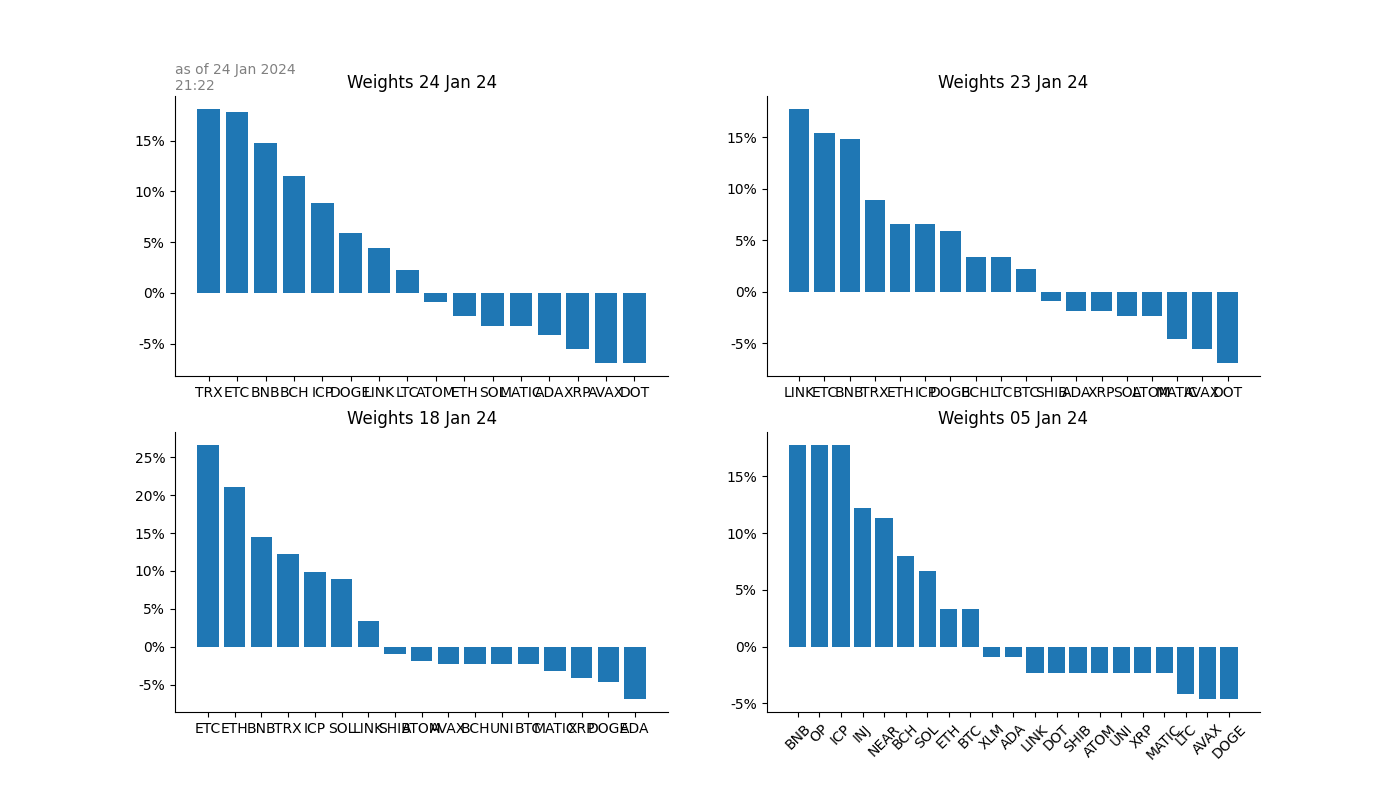 as of 24 Jan 2024
21:22
Weights 24 Jan 24
15%
10%
5%
0%
-5%
TRX ETC BNB BCH ICP DOGE LINK LTC ATOM ETH SOL MATIC ADA XRP AVAX DOT
Weights 23 Jan 24
15%
10%
5%
0%
-5%
LINK ETC BNB TRX ETH ICP DOGE BCH LTC BTC SHIB ADA XRP SOL ATOM MATIC AVAX DOT
Weights 18 Jan 24
25%
20%
15%
10%
5%
0%
-5%
ETC ETH BNB TRX ICP SOL LINK SHIB ATOM AVAX BCH UNI BTC MATIC XRP DOGE ADA
Weights 05 Jan 24
15%
10%
5%
0%
-5%
BNB OP ICP INJ NEAR BCH SOL ETH BTC XLM ADA LINK DOT SHIB ATOM UNI XRP MATIC LTC AVAX DOGE